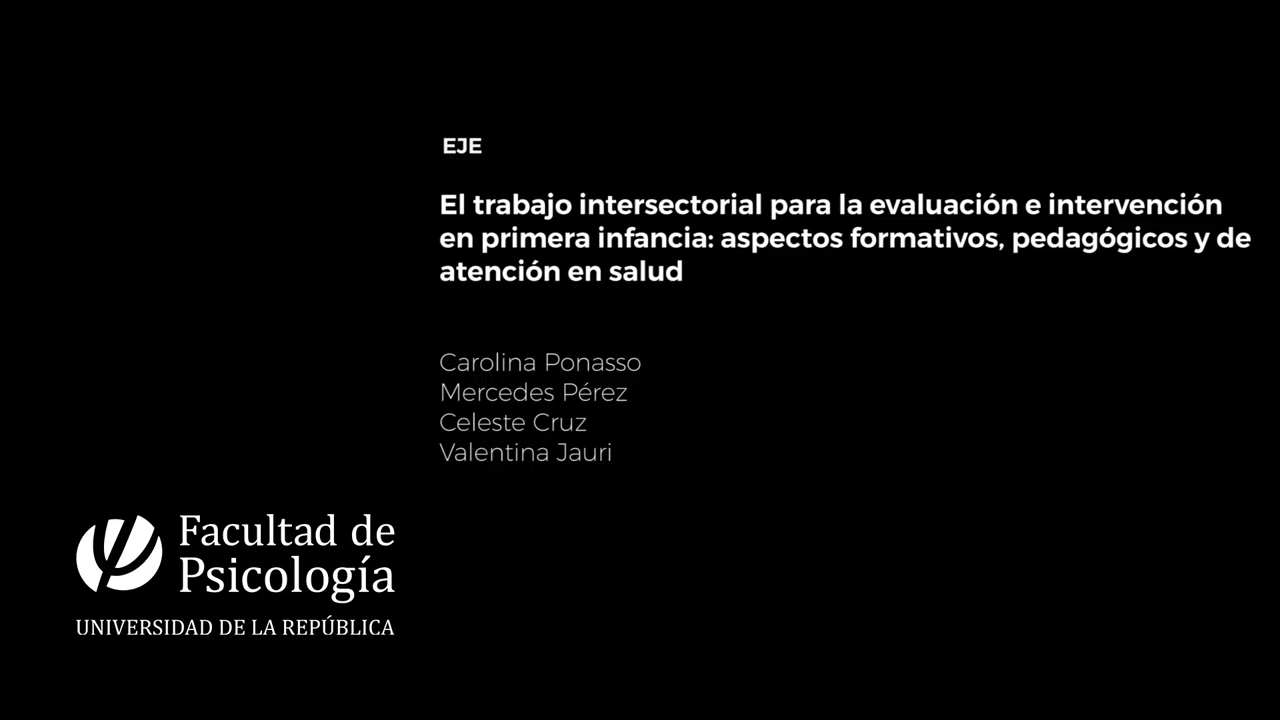 EJE
El trabajo intersectorial para la evaluación e intervención
en primera infancia: aspectos formativos, pedagógicos y de
atención en salud
Carolina Ponasso
Mercedes Pérez
Celeste Cruz
Valentina Jauri
Facultad de
Psicología
UNIVERSIDAD DE LA REPÚBLICA